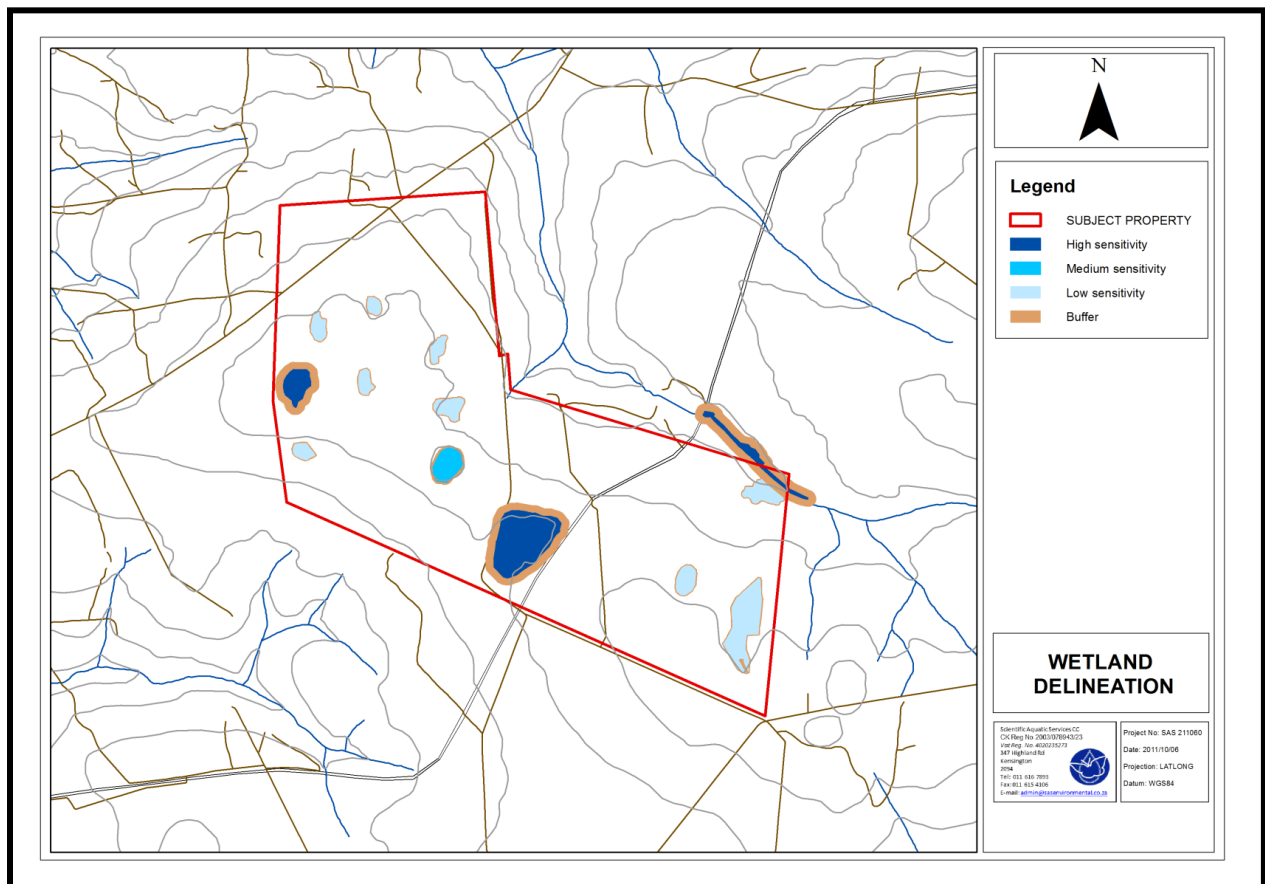 N
Legend
SUBJECT PROPERTY
High sensitivity
Medium sensitivity
Low sensitivity
Buffer
WETLAND
DELINEATION
Scientific Aquatic Services CC
CK Reg No 2003/078943/23
Vat Reg. No. 4020235273
347 Highland Rd
Kensington
2094
Tel: 011 616 7893
Fax: 011 615 4106
E-mail: admin@sasenvironmental.co.za
Project No: SAS 211060
Date: 2011/10/06
Projection: LATLONG
Datum: WGS84